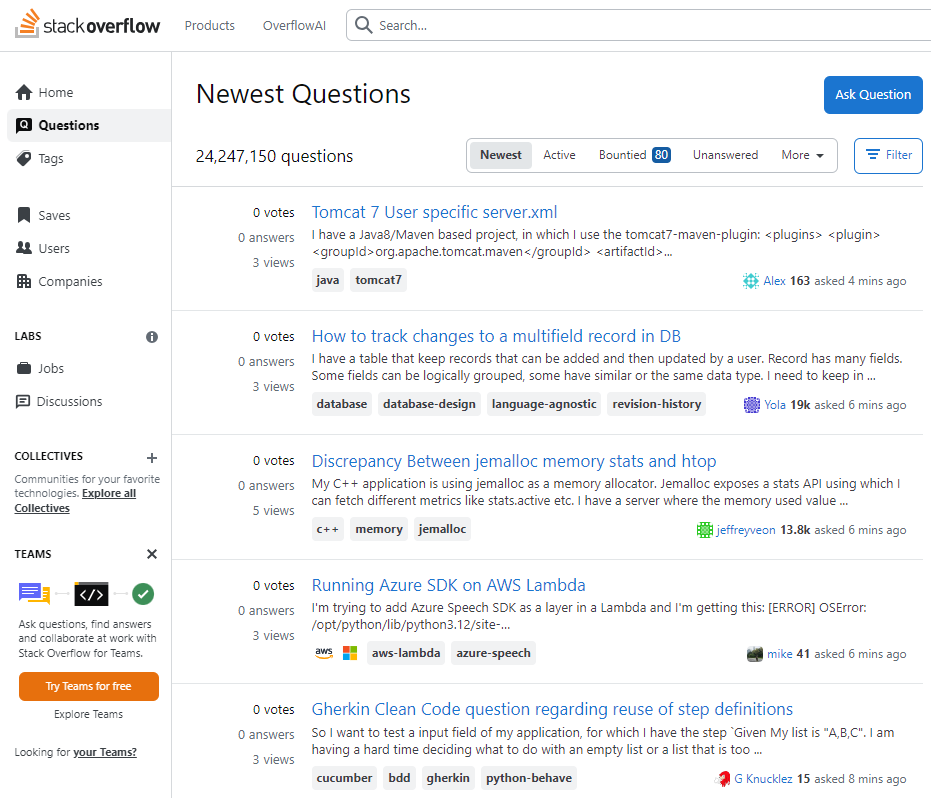 stack overflow
Products
OverflowAI
Search...
Home
Questions
Tags
Saves
Users
Companies
LABS
Jobs
Discussions
COLLECTIVES
Communities for your favorite
technologies. Explore all
Collectives
TEAMS
Ask questions, find answers
and collaborate at work with
Stack Overflow for Teams.
Try Teams for free
Explore Teams
Looking for your Teams?
Newest Questions
Ask Question
24,247,150 questions
Newest Active Bountied 80 Unanswered More
Filter
0 votes
0 answers
3 views
Tomcat 7 User specific server.xml
I have a Java8/Maven based project, in which I use the tomcat7-maven-plugin: <plugins> <plugin>
<groupId>org.apache.tomcat.maven</groupId> <artifactId>...
java tomcat7
Alex 163 asked 4 mins ago
0 votes
0 answers
3 views
How to track changes to a multifield record in DB
I have a table that keep records that can be added and then updated by a user. Record has many fields.
Some fields can be logically grouped, some have similar or the same data type. I need to keep in ...
database database-design language-agnostic revision-history
Yola 19k asked 6 mins ago
0 votes
0 answers
5 views
Discrepancy Between jemalloc memory stats and htop
My C++ application is using jemalloc as a memory allocator. Jemalloc exposes a stats API using which I
can fetch different metrics like stats.active etc. I have a server where the memory used value ...
c++ memory jemalloc
jeffreyveon 13.8k asked 6 mins ago
0 votes
0 answers
3 views
Running Azure SDK on AWS Lambda
I'm trying to add Azure Speech SDK as a layer in a Lambda and I'm getting this: [ERROR] OSError:
/opt/python/lib/python3.12/site-...
aws aws-lambda azure-speech
mike 41 asked 6 mins ago
0 votes
0 answers
3 views
Gherkin Clean Code question regarding reuse of step definitions
So I want to test a input field of my application, for which I have the step `Given My list is "A,B,C". I am
having a hard time deciding what to do with an empty list or a list that is too ...
cucumber bdd gherkin python-behave
G Knucklez 15 asked 8 mins ago